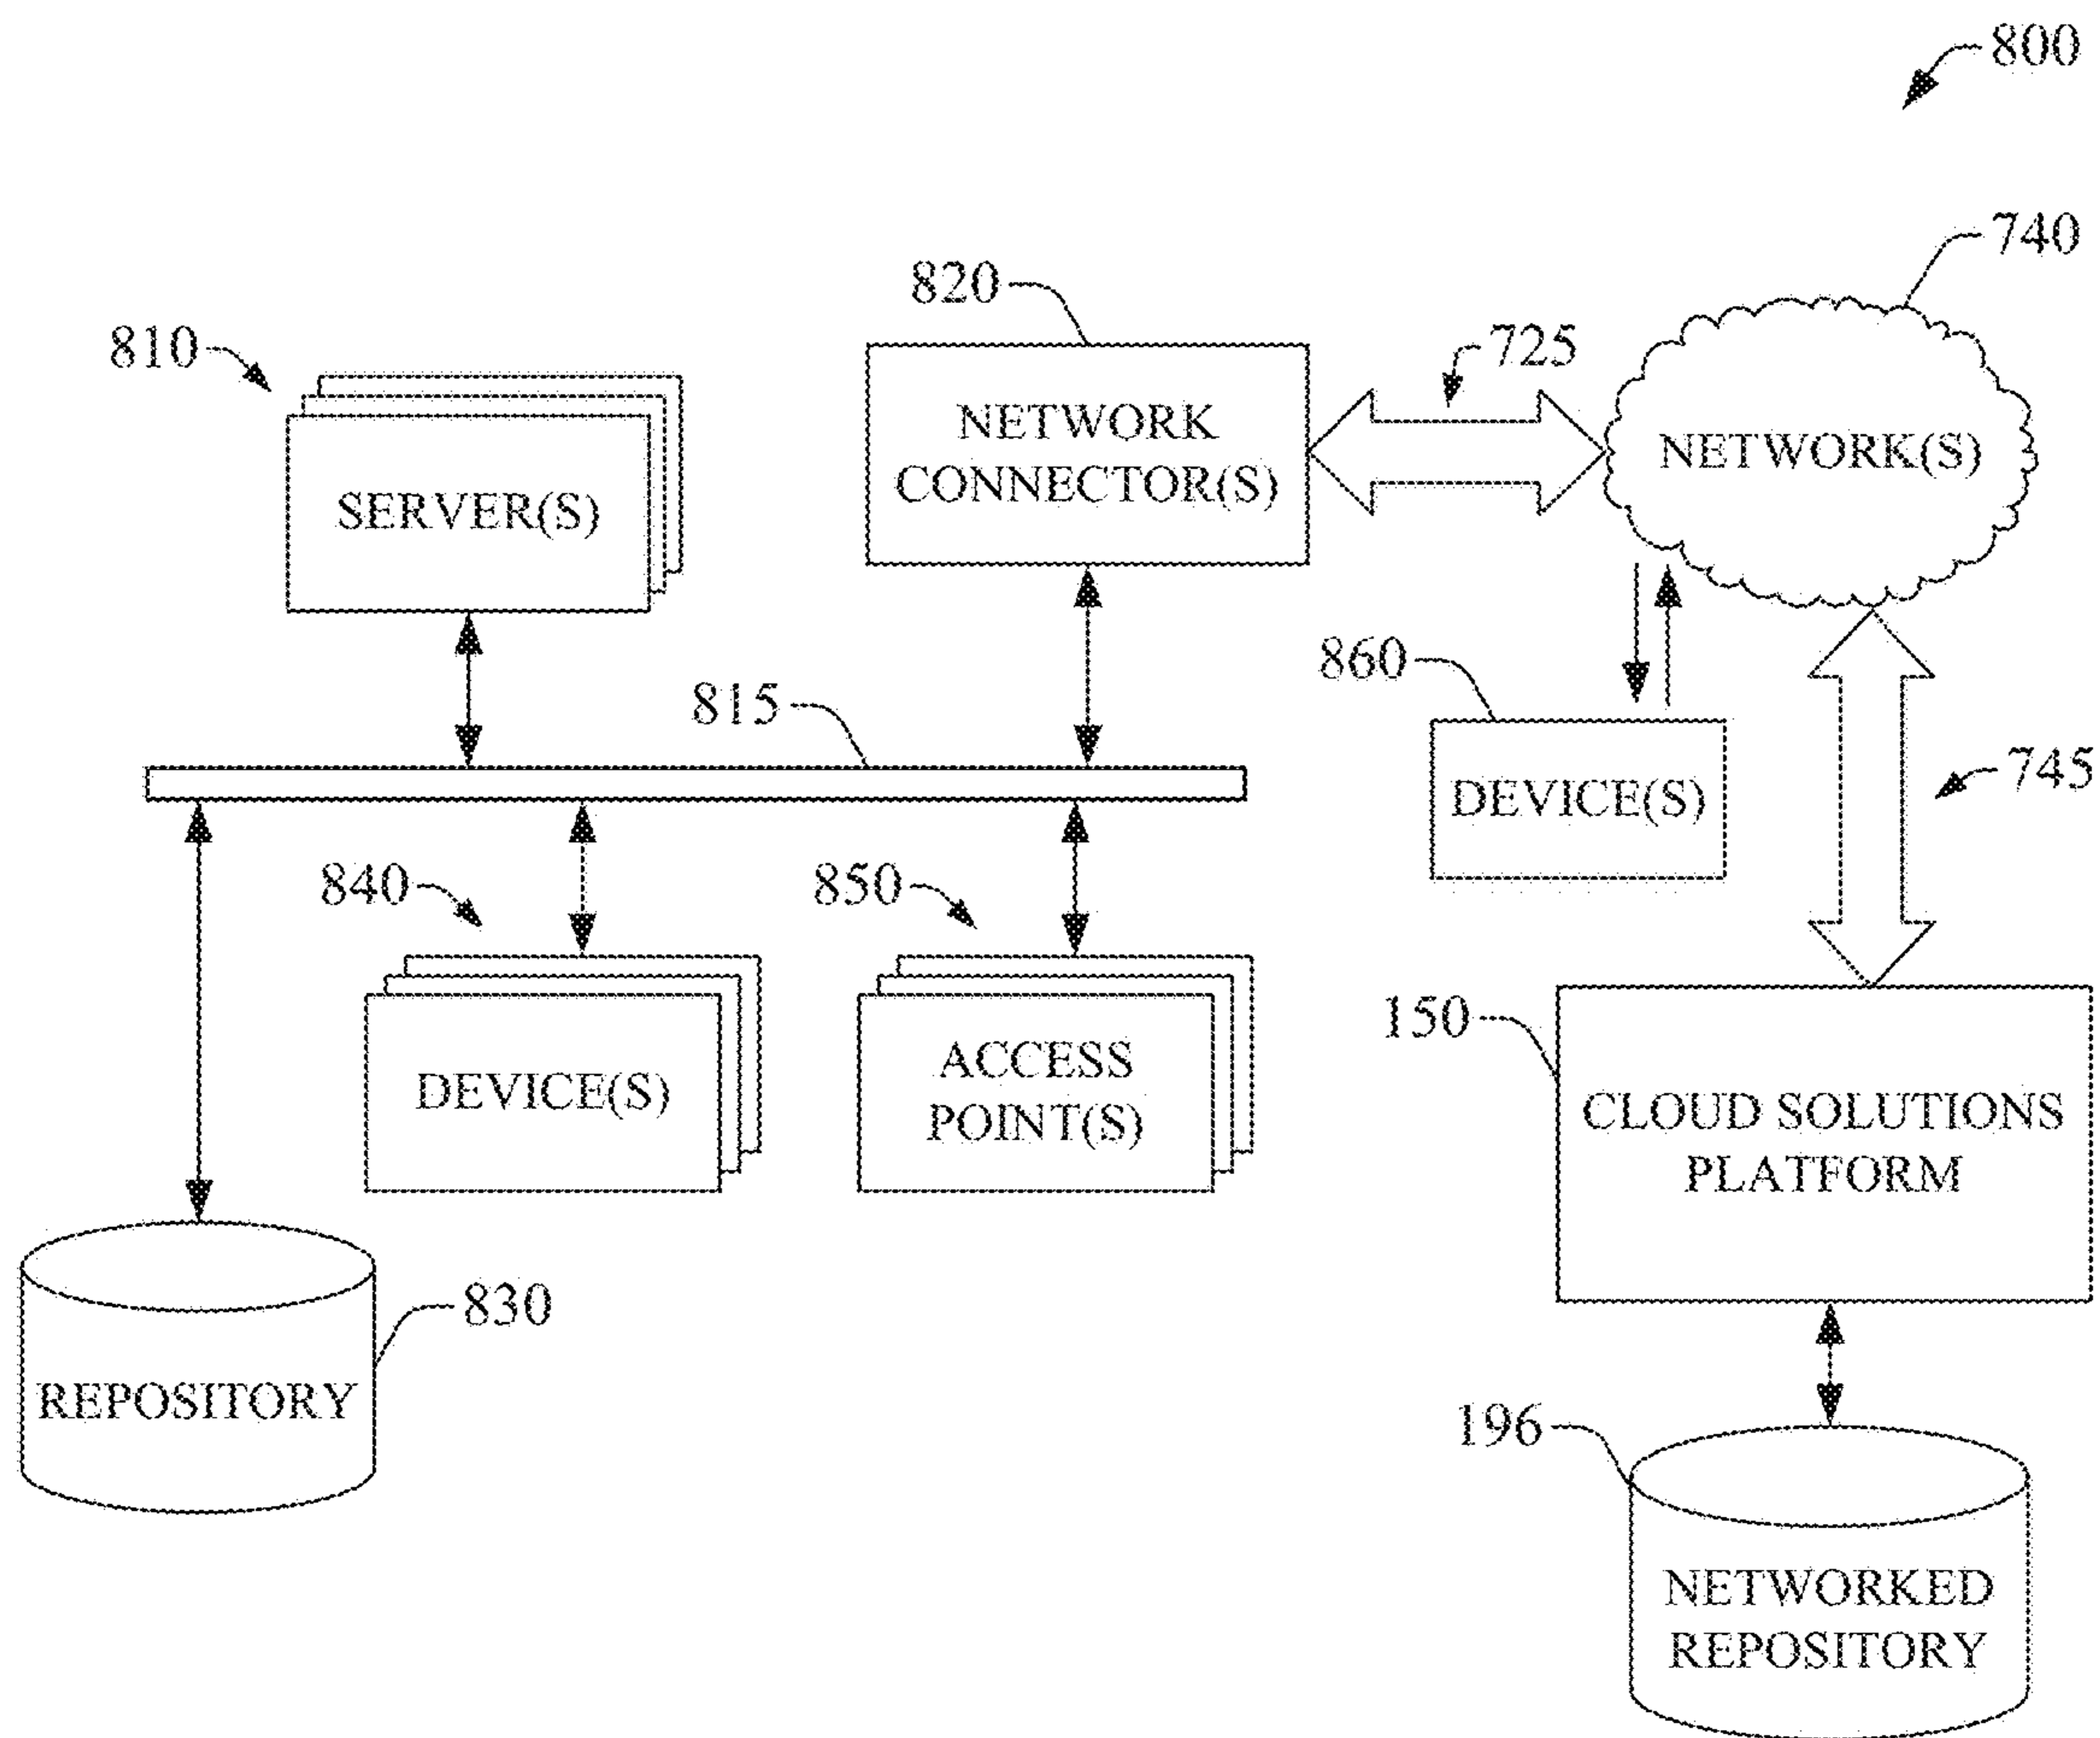 800
740
820
725
810
NETWORK
CONNECTOR(S)
NETWORK(S)
SERVER(S)
860
815
DEVICE(S)
745
840
850
150
ACCESS
POINT(S)
DEVICE(S)
CLOUD SOLUTIONS
PLATFORM
830
REPOSITORY
196
NETWORKED
REPOSITORY